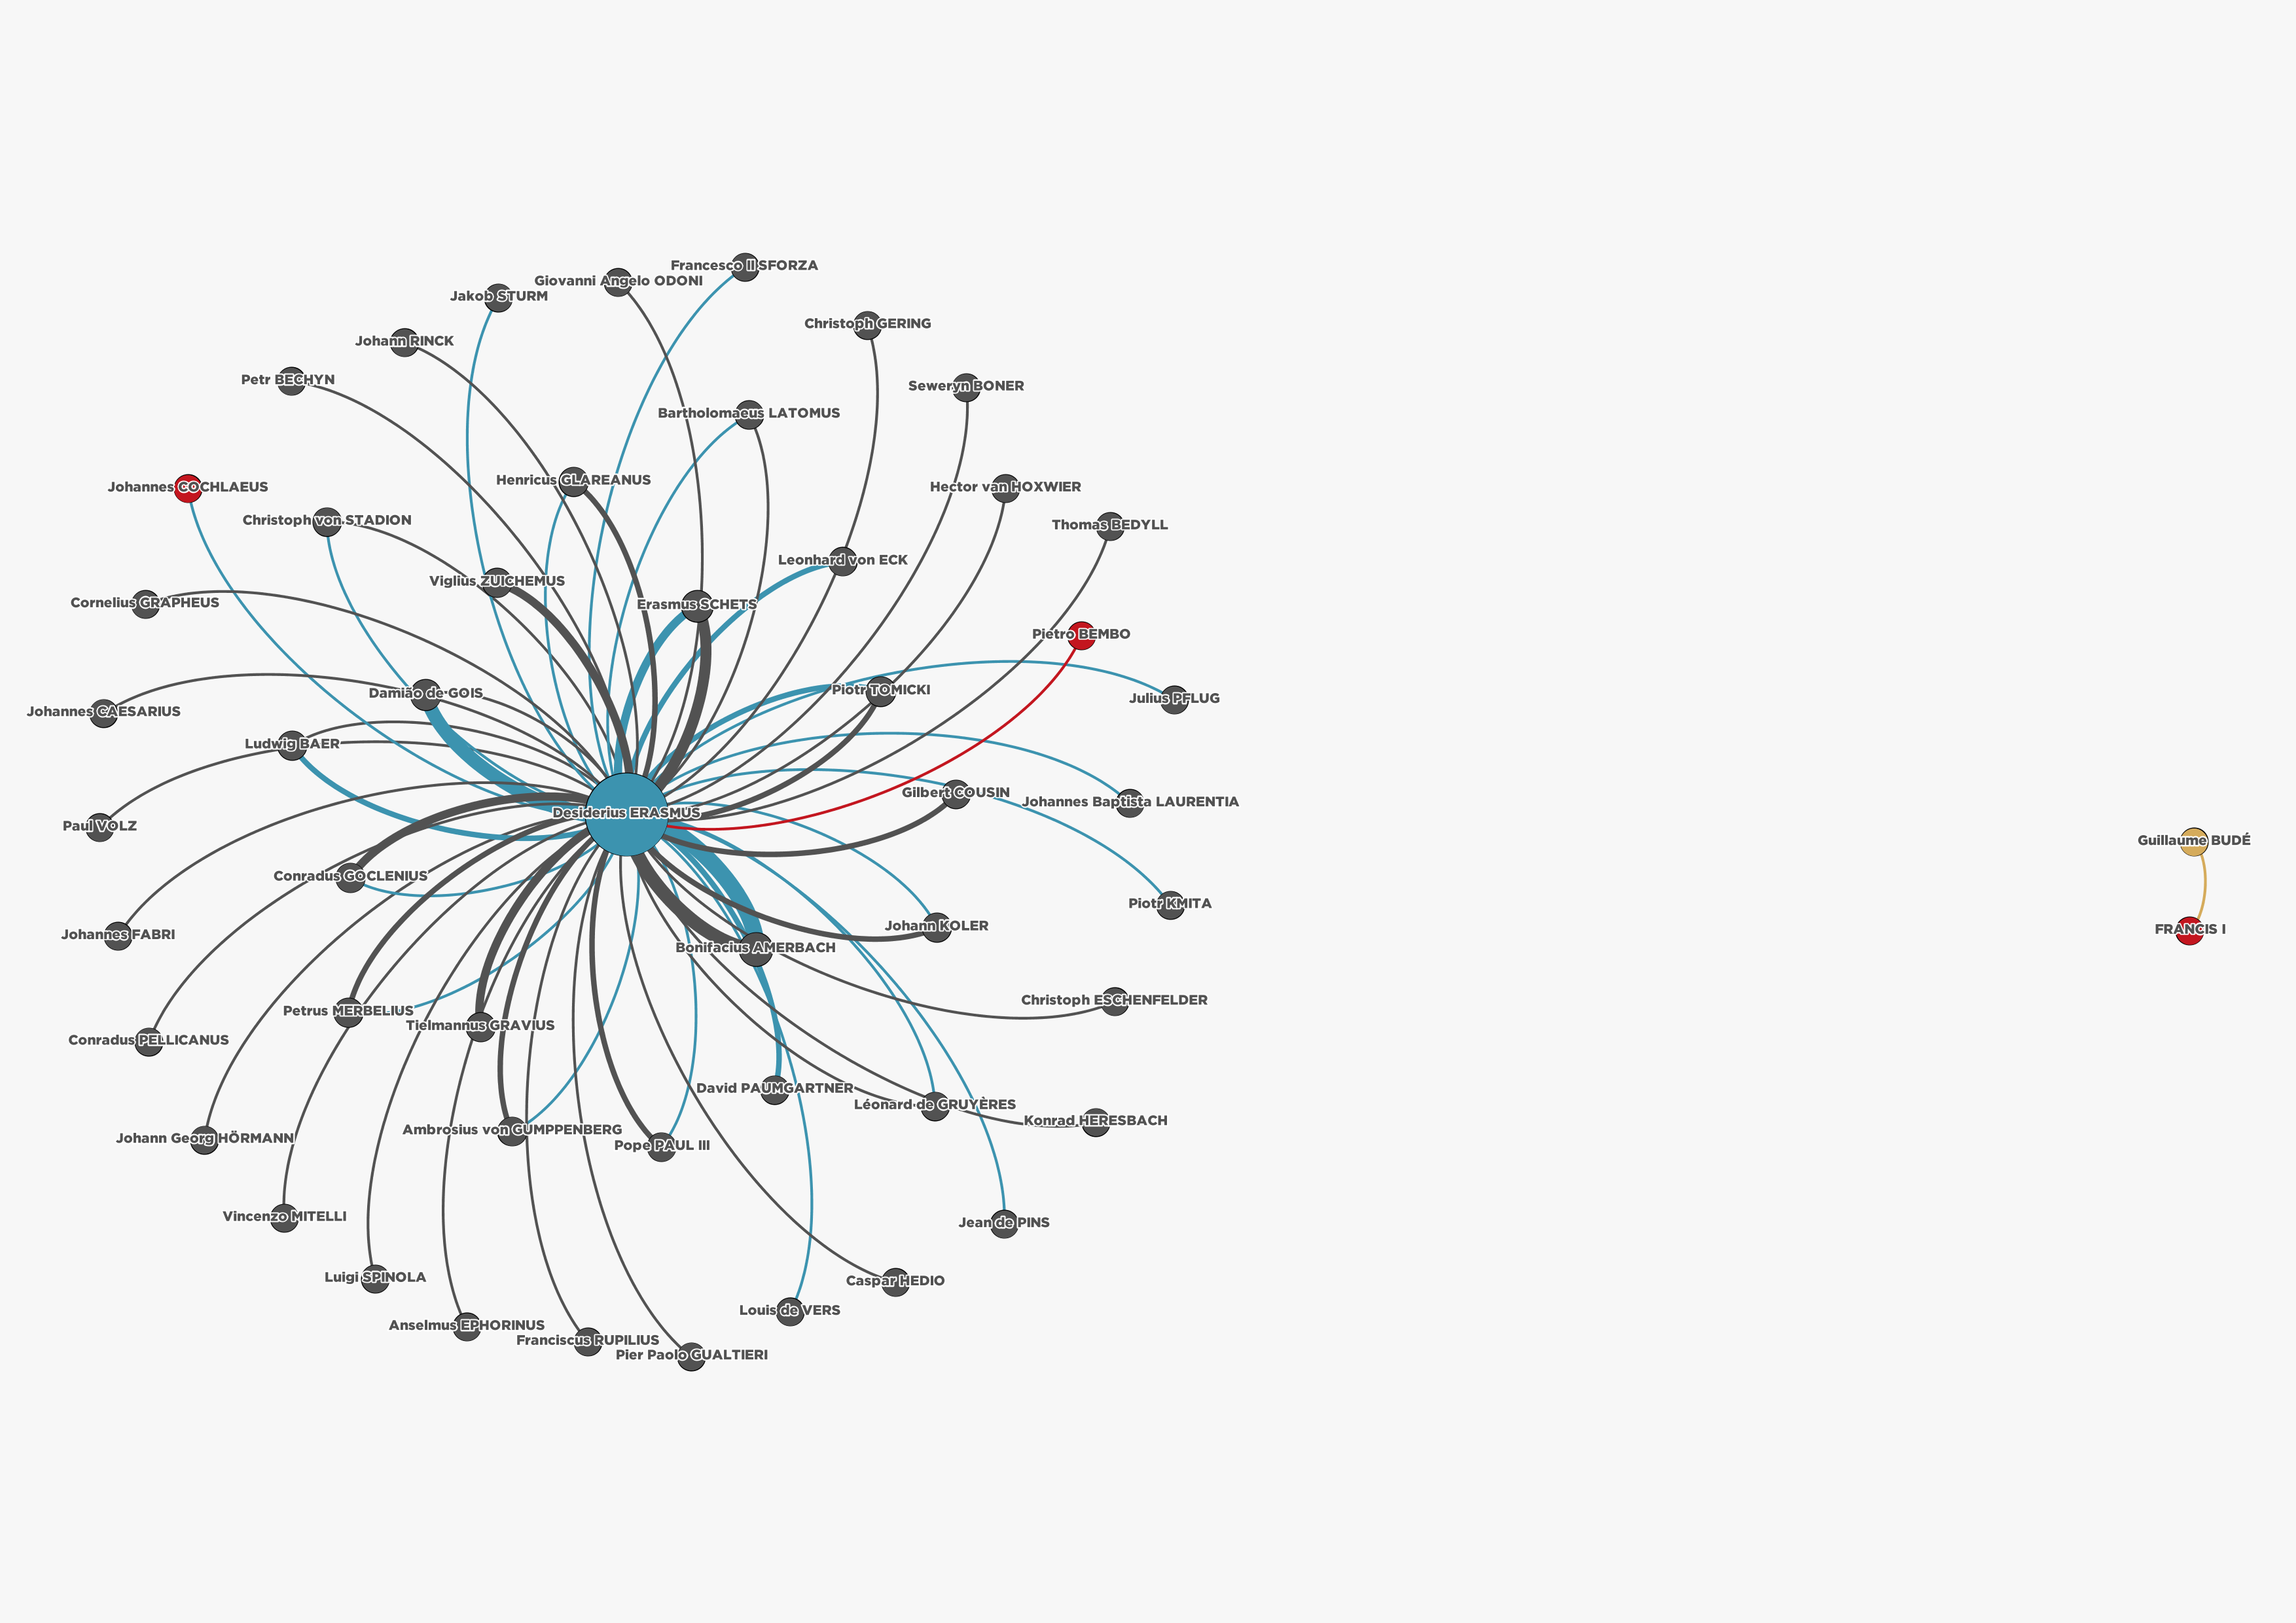 Francesco II SFORZA
Giovanni Angelo ODONI
Jakob STURM
Christoph GERING
Johann RINCK
Petr BECHYN
Seweryn BONER
Bartholomaeus LATOMUS
Henricus GLAREANUS
Johannes COCHLAEUS
Hector van HOXWIER
Christoph von STADION
Thomas BEDYLL
Leonhard von ECK
Viglius ZUICHEMUS
Cornelius GRAPHEUS
Erasmus SCHETS
Pietro BEMBO
Damião de GOIS
Piotr TOMICKI
Julius PFLUG
Johannes CAESARIUS
Ludwig BAER
Gilbert COUSIN
Johannes Baptista LAURENTIA
Desiderius ERASMUS
Paul VOLZ
Guillaume BUDÉ
Conradus GOCLENIUS
Piotr KMITA
Johann KOLER
FRANCIS I
Johannes FABRI
Bonifacius AMERBACH
Christoph ESCHENFELDER
Petrus MERBELIUS
Tielmannus GRAVIUS
Conradus PELLICANUS
David PAUMGARTNER
Léonard de GRUYÈRES
Konrad HERESBACH
Ambrosius von GUMPPENBERG
Johann Georg HÖRMANN
Pope PAUL III
Vincenzo MITELLI
Jean de PINS
Luigi SPINOLA
Caspar HEDIO
Louis de VERS
Anselmus EPHORINUS
Franciscus RUPILIUS
Pier Paolo GUALTIERI